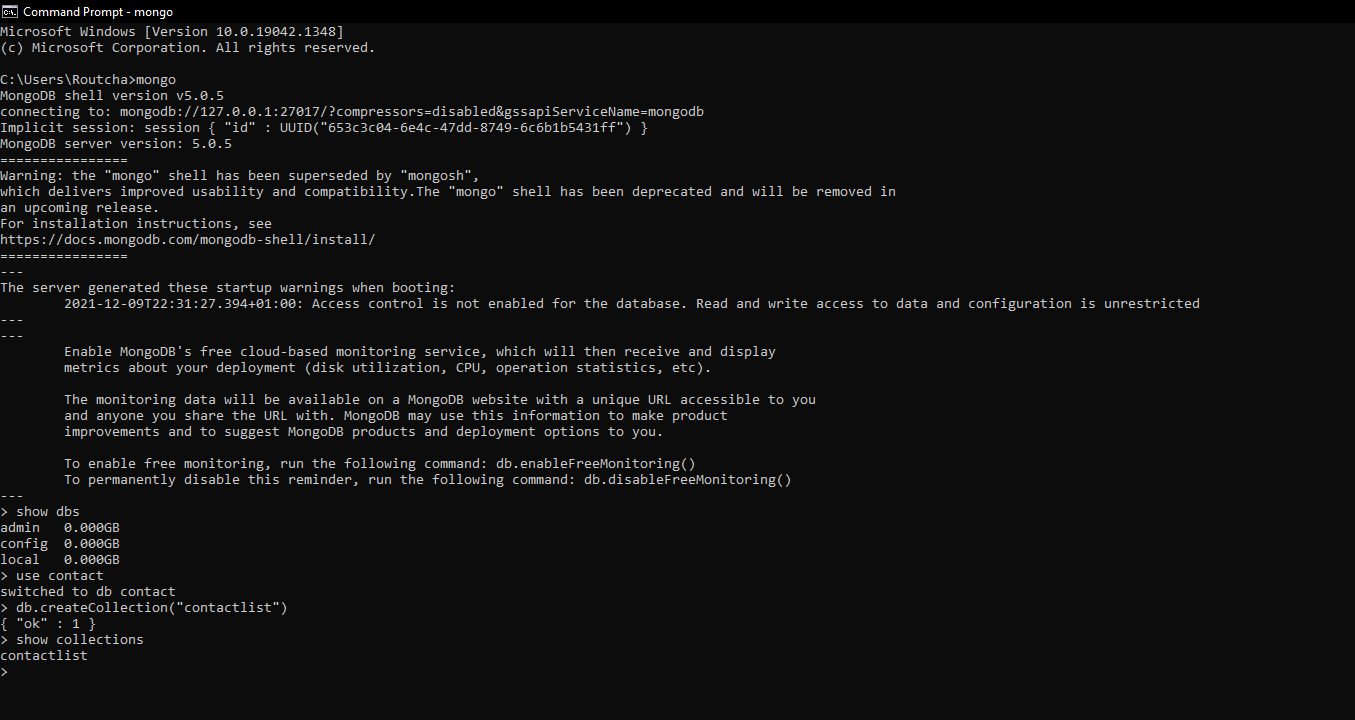 Command Prompt - mongo
Microsoft Windows [Version 10.0.19042.1348]
(c) Microsoft Corporation. All rights reserved.
C:\Users\Routcha>mongo
MongoDB shell version v5.0.5
connecting to: mongodb://127.0.0.1:27017/?compressors=disabled&gssapiServiceName=mongodb
Implicit session: session { "id" : UUID("653c3c04-6e4c-47dd-8749-6c6b1b5431ff") }
MongoDB server version: 5.0.5
================
Warning: the "mongo" shell has been superseded by "mongosh",
which delivers improved usability and compatibility.The "mongo" shell has been deprecated and will be removed in
an upcoming release.
For installation instructions, see
https://docs.mongodb.com/mongodb-shell/install/
================
---
The server generated these startup warnings when booting:
        2021-12-09T22:31:27.394+01:00: Access control is not enabled for the database. Read and write access to data and configuration is unrestricted
---
---
        Enable MongoDB's free cloud-based monitoring service, which will then receive and display
        metrics about your deployment (disk utilization, CPU, operation statistics, etc).
        The monitoring data will be available on a MongoDB website with a unique URL accessible to you
        and anyone you share the URL with. MongoDB may use this information to make product
        improvements and to suggest MongoDB products and deployment options to you.
        To enable free monitoring, run the following command: db.enableFreeMonitoring()
        To permanently disable this reminder, run the following command: db.disableFreeMonitoring()
---
> show dbs
admin   0.000GB
config  0.000GB
local   0.000GB
> use contact
switched to db contact
> db.createCollection("contactlist")
{ "ok" : 1 }
> show collections
contactlist
>